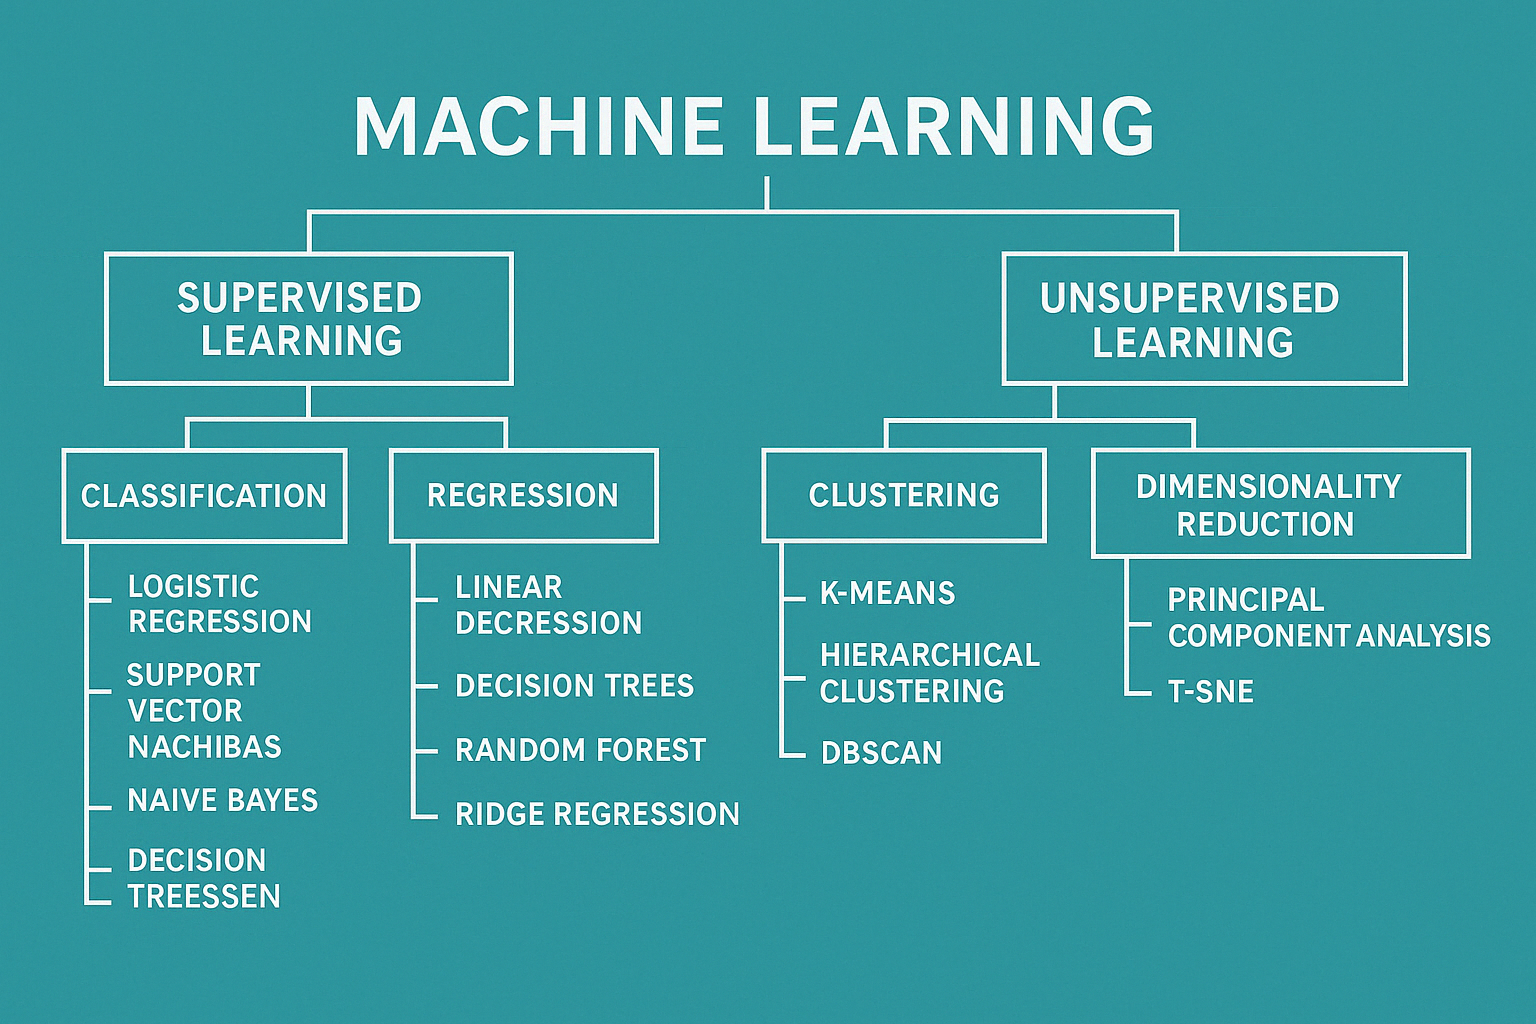 MACHINE LEARNING
SUPERVISED
LEARNING
UNSUPERVISED
LEARNING
CLASSIFICATION
REGRESSION
CLUSTERING
DIMENSIONALITY
REDUCTION
LOGISTIC
REGRESSION
SUPPORT
VECTOR
NACHIBAS
NAIVE BAYES
DECISION
TREESSEN
LINEAR
DECRESSION
DECISION TREES
RANDOM FOREST
RIDGE REGRESSION
K-MEANS
HIERARCHICAL
CLUSTERING
DBSCAN
PRINCIPAL
COMPONENT ANALYSIS
T-SNE